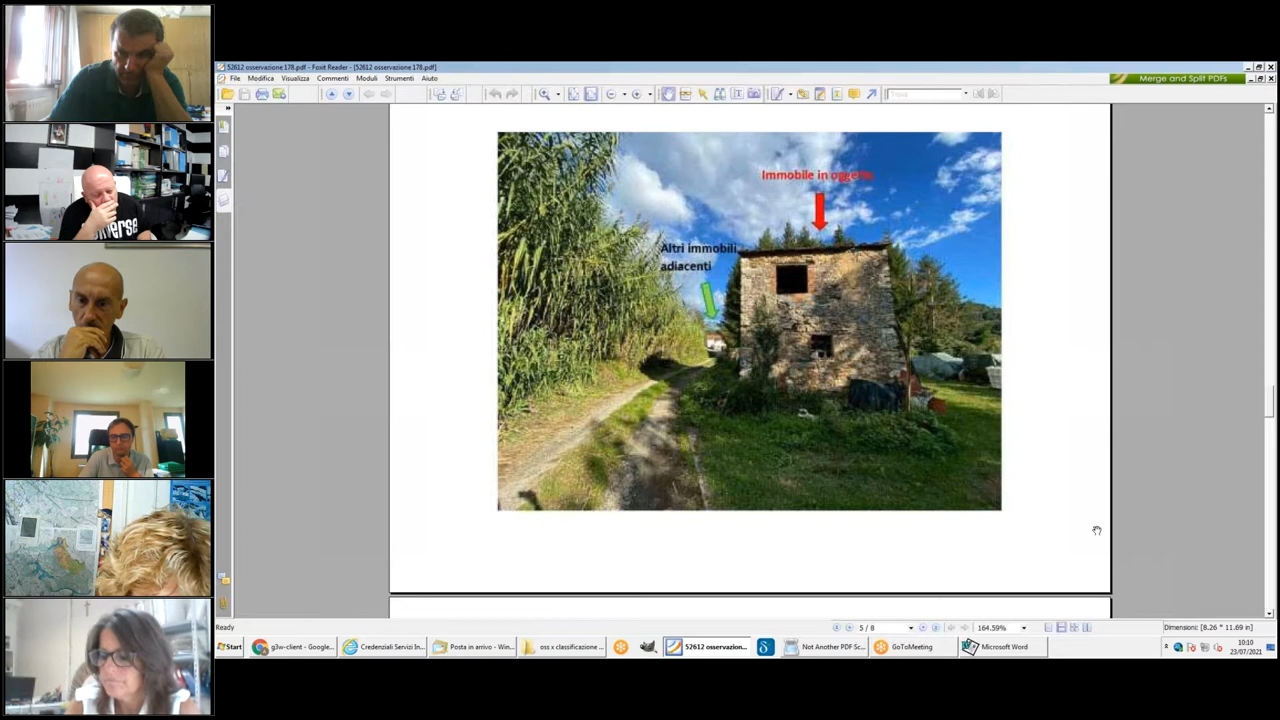 52612 osservazione 178.pdf - Foxit Reader - [52612 osservazione 178.pdf]
File Modifica Visualizza Commenti Moduli Strumenti Aiuto
Merge and Split PDFs
Immobile in oggetto
Altri immobili
adiacenti
Ready
5 / 8
164.59%
Dimensioni: [8.26 * 11.69 in]
Start
g3w-client - Google...
Credenziali Servizi In...
Posta in arrivo - Win...
oss x classificazione ...
52612 osservazion...
Not Another PDF Sc...
GoToMeeting
Microsoft Word
10:10
23/07/2021